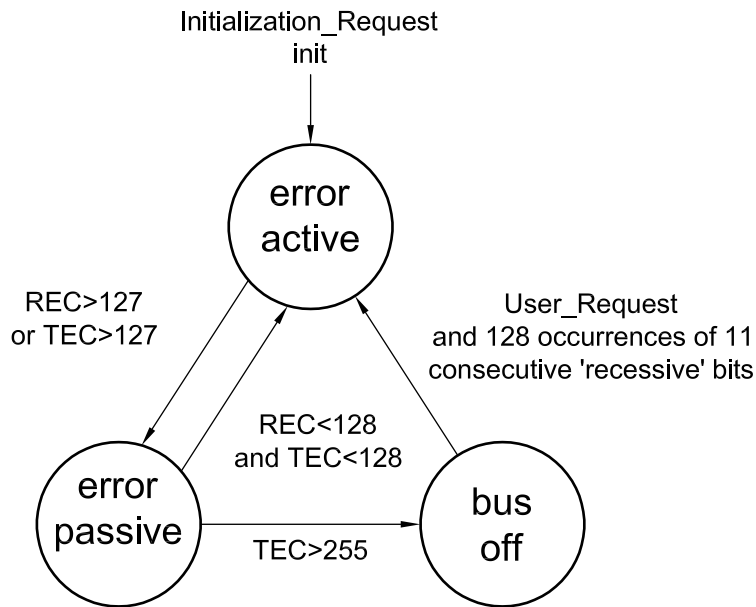 Initialization_Request
init
error
active
REC>127
or TEC>127
User_Request
and 128 occurrences of 11
consecutive 'recessive' bits
REC<128
and TEC<128
error
passive
TEC>255
bus
off